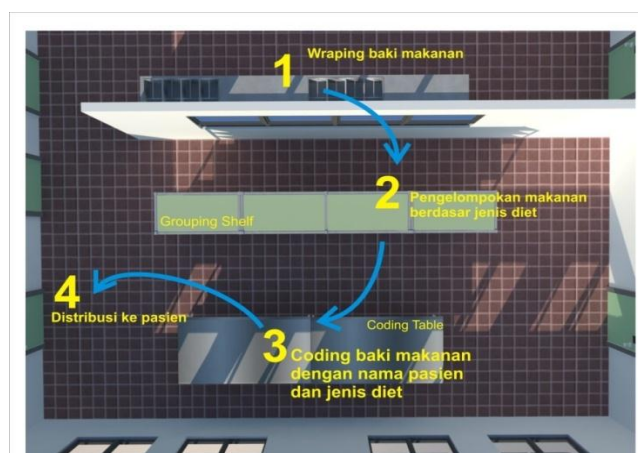 1
Wraping baki makanan
2
Pengelompokan makanan
berdasar jenis diet
Grouping Shelf
4
Distribusi ke pasien
Coding Table
3
Coding baki makanan
dengan nama pasien
dan jenis diet